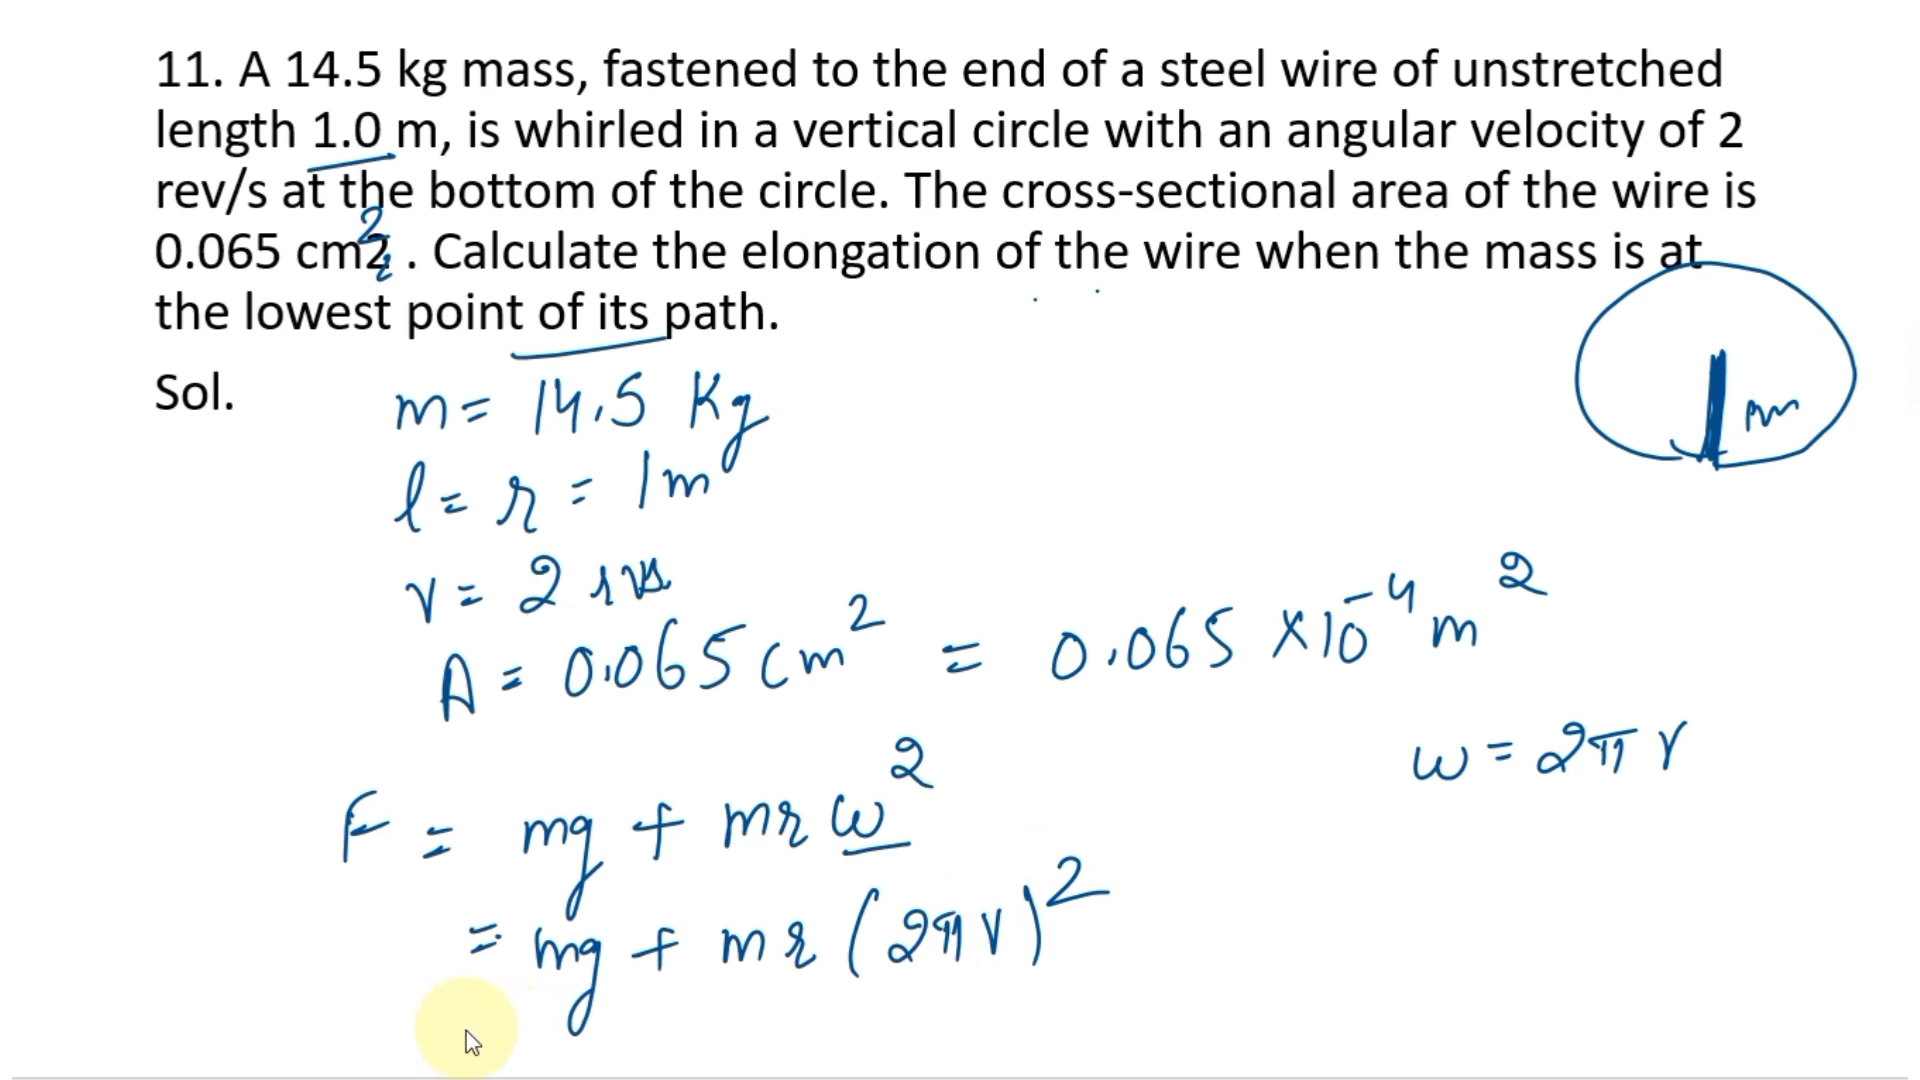 11. A 14.5 kg mass, fastened to the end of a steel wire of unstretched
length 1.0 m, is whirled in a vertical circle with an angular velocity of 2
rev/s at the bottom of the circle. The cross-sectional area of the wire is
0.065 cm2 . Calculate the elongation of the wire when the mass is at
the lowest point of its path.
Sol.
m = 14.5 Kg
l = r = 1m
m
ν = 2
A = 0.065 cm² = 0.065 ×10⁻⁴ m²
ω = 2π ν
F = mg + mr ω²
= mg + mr (2πν)²